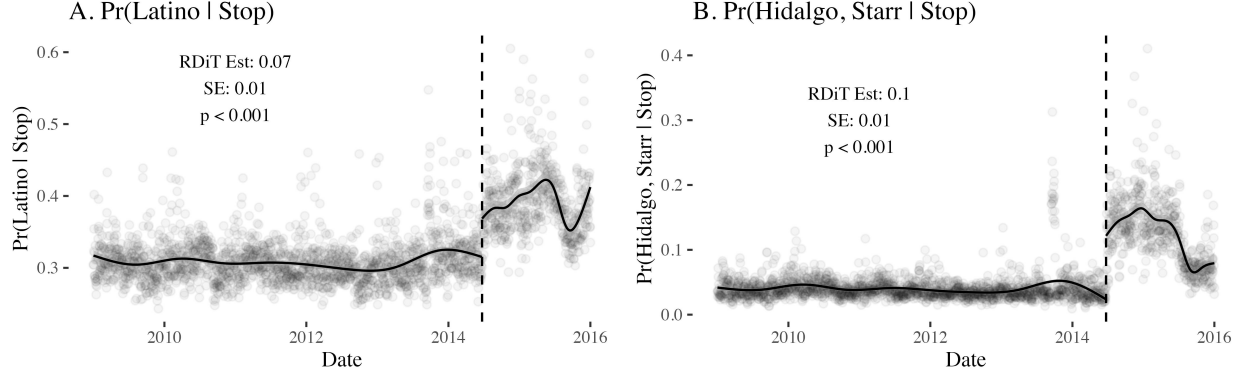 A. Pr(Latino | Stop)
RDiT Est: 0.07
SE: 0.01
p < 0.001
Pr(Latino | Stop)
0.6
0.5
0.4
0.3
2010
2012
2014
2016
Date
B. Pr(Hidalgo, Starr | Stop)
RDiT Est: 0.1
SE: 0.01
p < 0.001
Pr(Hidalgo, Starr | Stop)
0.4
0.3
0.2
0.1
0.0
2010
2012
2014
2016
Date